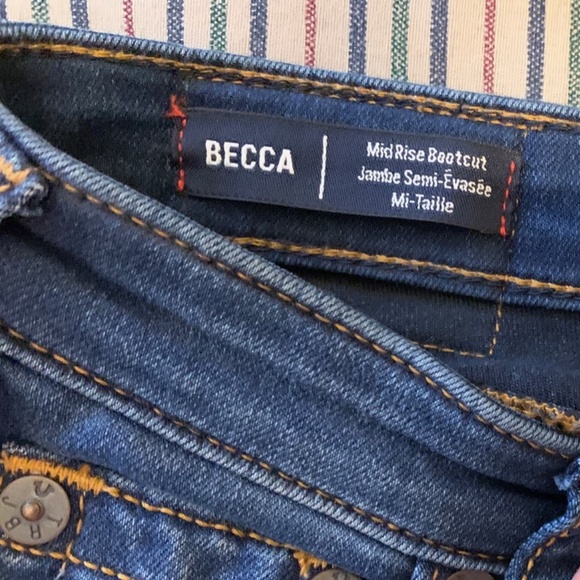 BECCA
Mid Rise Bootcut
Jambe Semi-Évasée
Mi-Taille